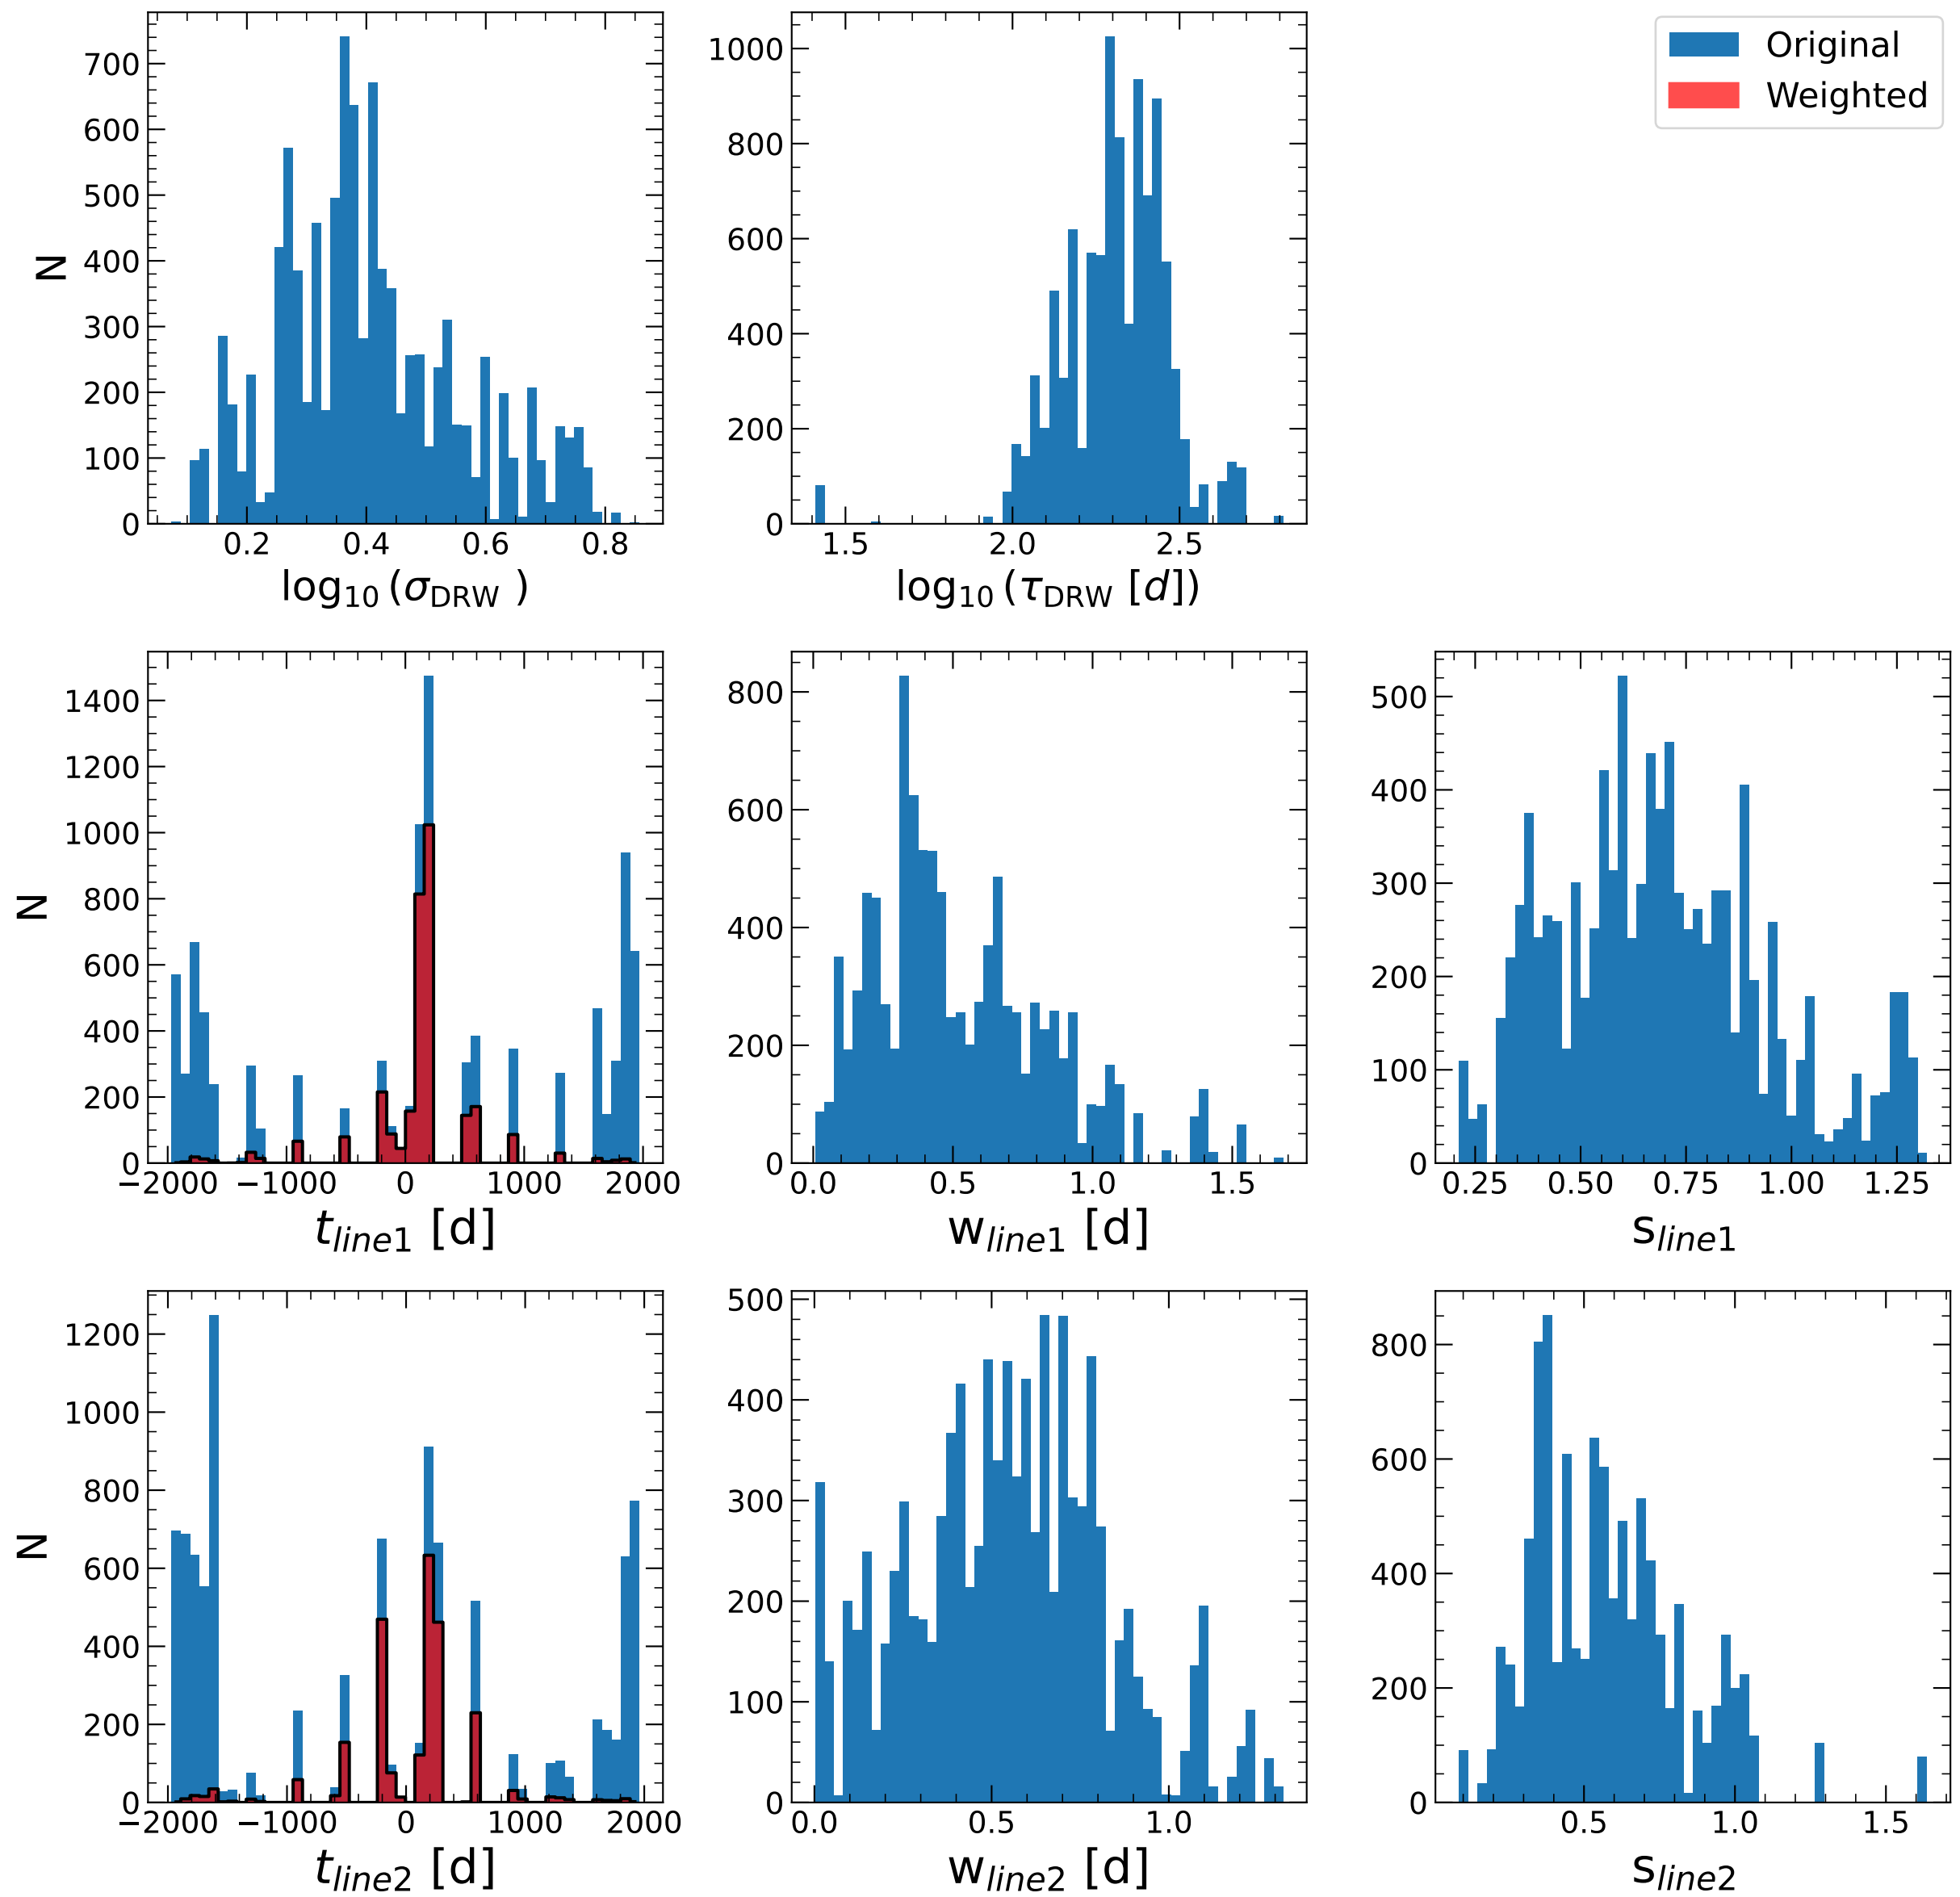 Original
Weighted
N
0
100
200
300
400
500
600
700
0.2 0.4 0.6 0.8
log10 (σDRW )
0
200
400
600
800
1000
1.5 2.0 2.5
log10 (τDRW [d])
N
0
200
400
600
800
1000
1200
1400
−2000 −1000 0 1000 2000
tline1 [d]
0
200
400
600
800
0.0 0.5 1.0 1.5
wline1 [d]
0
100
200
300
400
500
0.25 0.50 0.75 1.00 1.25
sline1
N
0
200
400
600
800
1000
1200
−2000 −1000 0 1000 2000
tline2 [d]
0
100
200
300
400
500
0.0 0.5 1.0
wline2 [d]
0
200
400
600
800
0.5 1.0 1.5
sline2